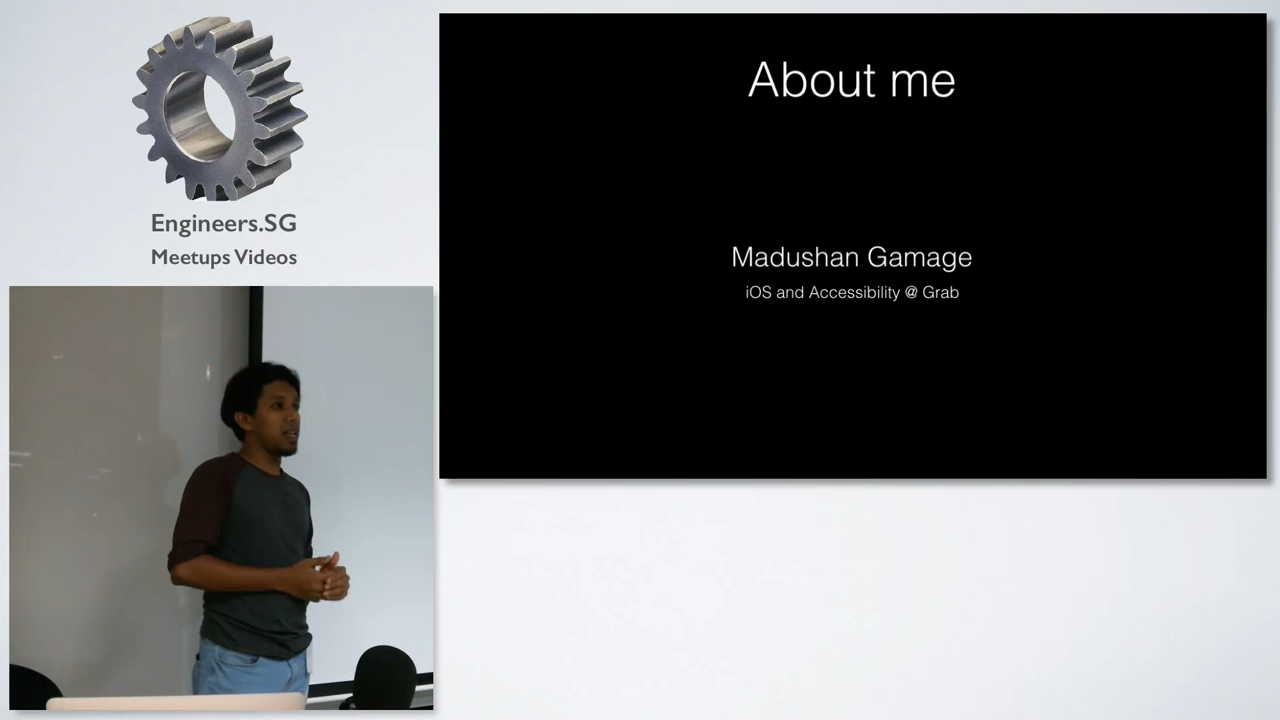 Engineers.SG
Meetups Videos
About me
Madushan Gamage
iOS and Accessibility @ Grab